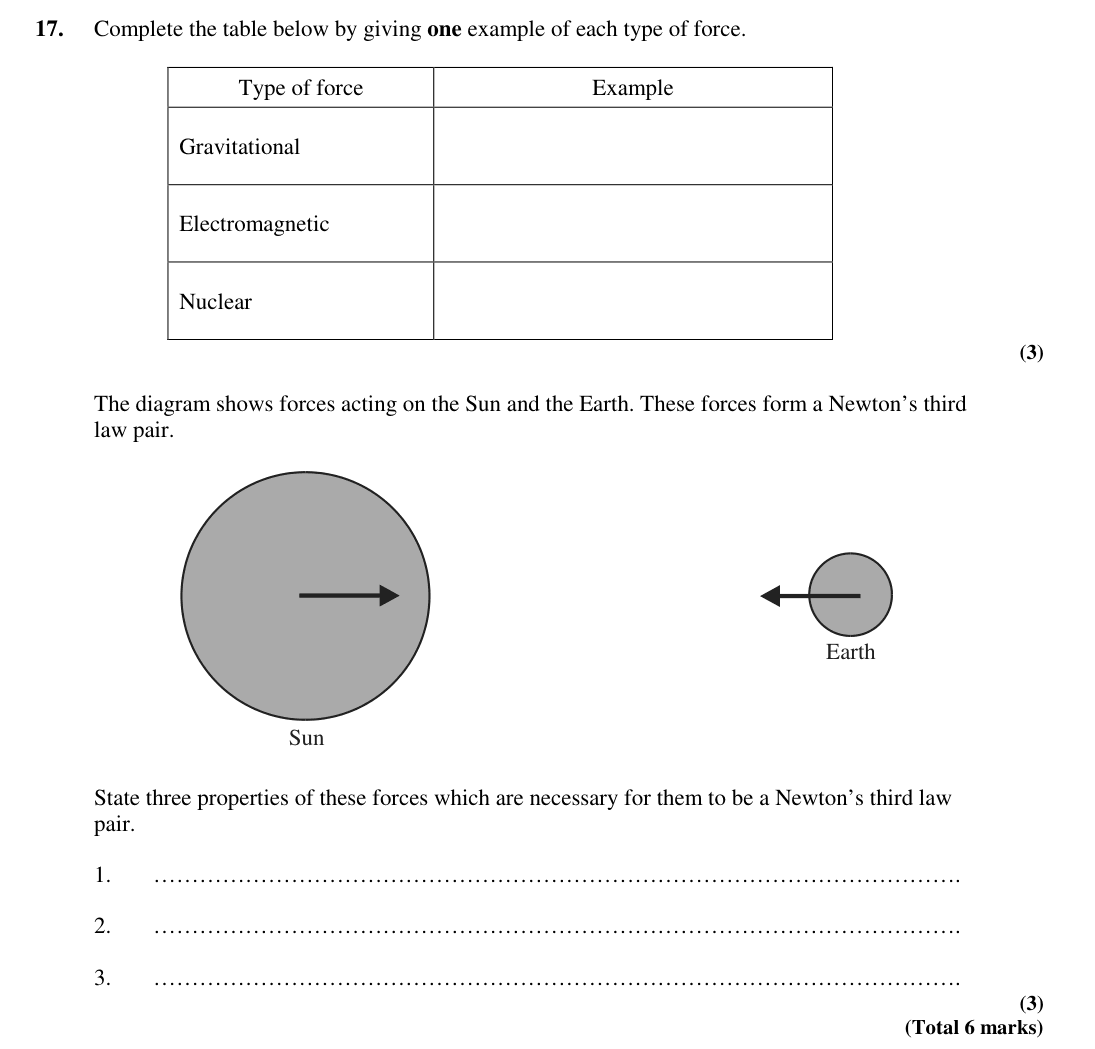 17. Complete the table below by giving one example of each type of force.
Type of force Example
Gravitational
Electromagnetic
Nuclear
(3)
The diagram shows forces acting on the Sun and the Earth. These forces form a Newton’s third
law pair.
Earth
Sun
State three properties of these forces which are necessary for them to be a Newton’s third law
pair.
1. ....................................................................................................
2. ....................................................................................................
3. ....................................................................................................
(3)
(Total 6 marks)